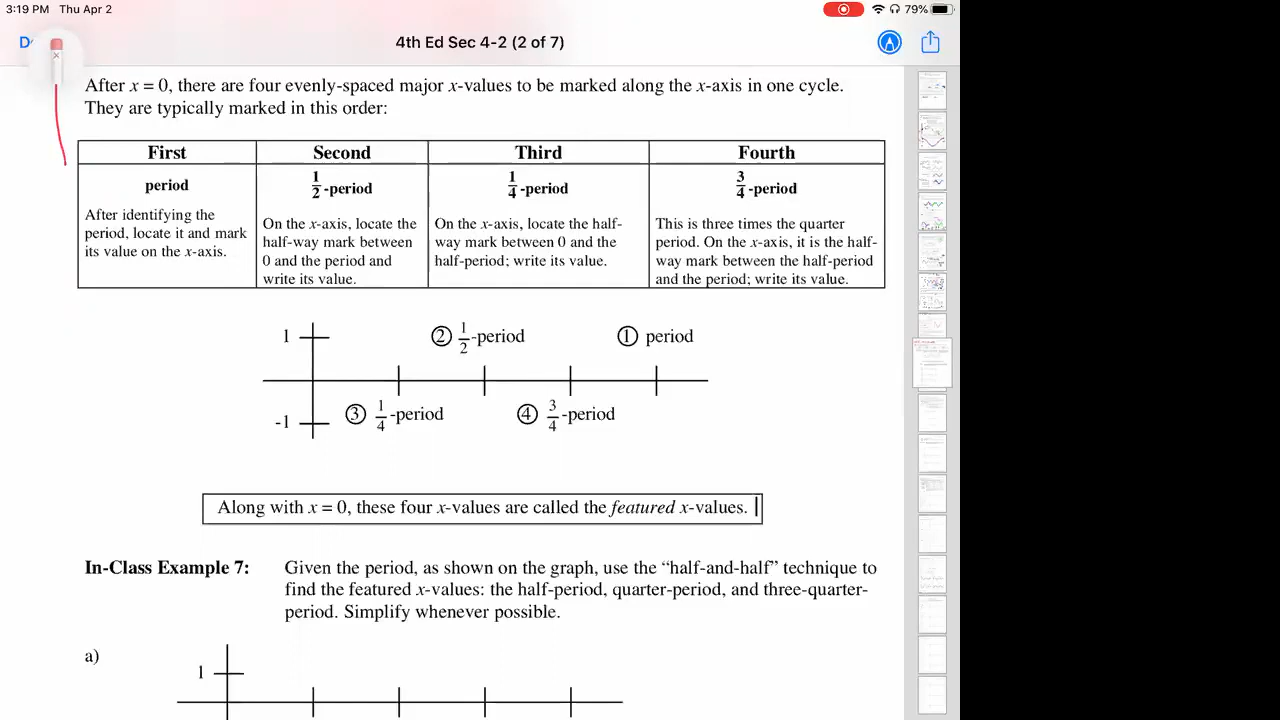 3:19 PM Thu Apr 2
79%
4th Ed Sec 4-2 (2 of 7)
After x = 0, there four evenly-spaced major x-values to be marked along the x-axis in one cycle.
They are typically marked in this order:
First Second Third Fourth
period 1/2 -period 1/4 -period 3/4 -period
After identifying the
period, locate it and mark
its value on the x-axis.
On the x-axis, locate the
half-way mark between
0 and the period and
write its value.
On the x-axis, locate the half-
way mark between 0 and the
half-period; write its value.
This is three times the quarter
period. On the x-axis, it is the half-
way mark between the half-period
and the period; write its value.
1 ② 1/2 -period ① period
-1 ③ 1/4 -period ④ 3/4 -period
Along with x = 0, these four x-values are called the featured x-values.
In-Class Example 7: Given the period, as shown on the graph, use the “half-and-half” technique to
find the featured x-values: the half-period, quarter-period, and three-quarter-
period. Simplify whenever possible.
a)
1